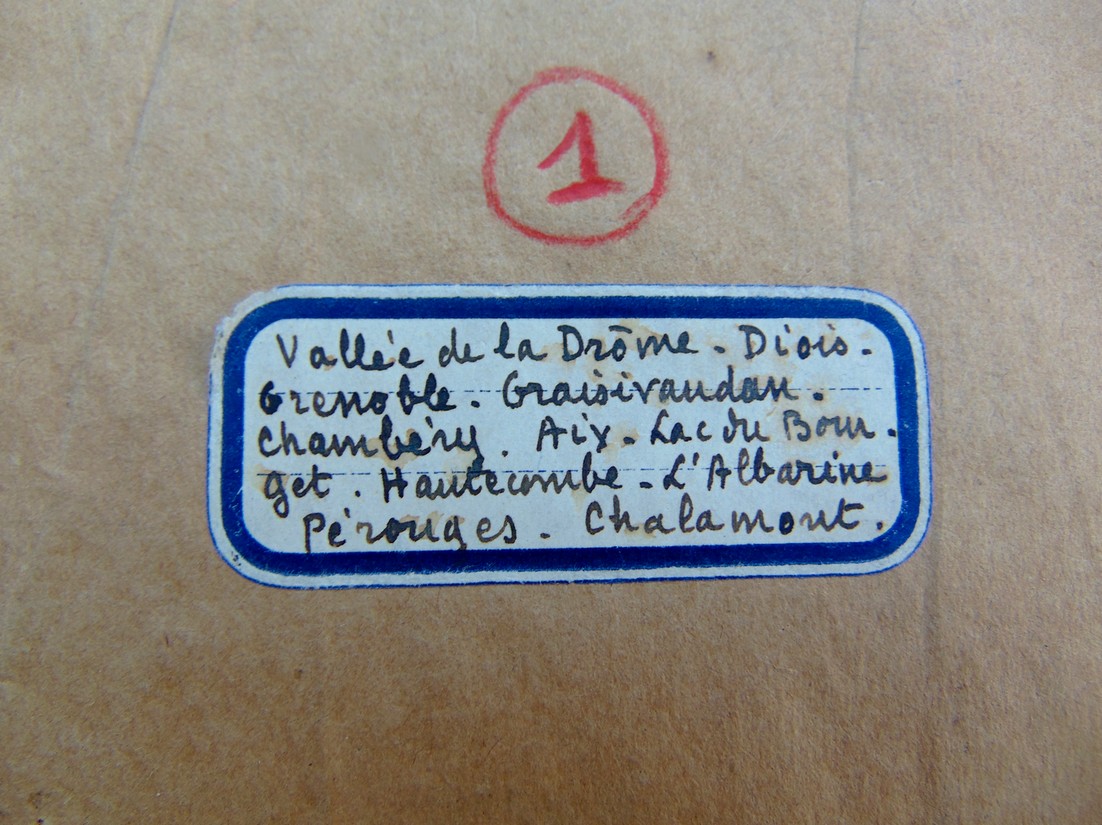 1
Vallée de la Drôme - Diois.
Grenoble. Graisivaudan.
Chambéry. Aix - Lac du Bour.
get. Hautecombe - L'Albarine
Pérouges. Chalamont.